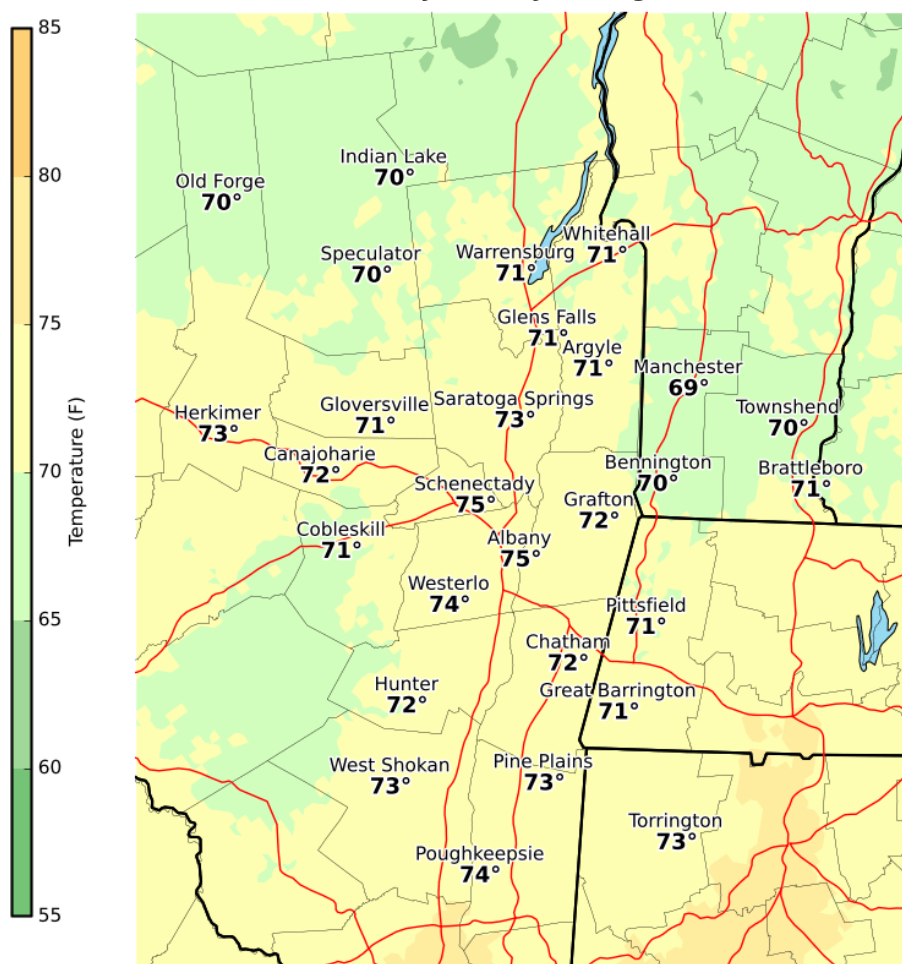 85
80
75
70
65
60
55
Temperature (F)
Indian Lake
70°
Old Forge
70°
Whitehall
71°
Speculator
70°
Warrensburg
71°
Glens Falls
71°
Argyle
71°
Manchester
69°
Saratoga Springs
73°
Gloversville
71°
Townshend
70°
Herkimer
73°
Canajoharie
72°
Bennington
70°
Brattleboro
71°
Schenectady
75°
Grafton
72°
Cobleskill
71°
Albany
75°
Westerlo
74°
Pittsfield
71°
Chatham
72°
Hunter
72°
Great Barrington
71°
West Shokan
73°
Pine Plains
73°
Torrington
73°
Poughkeepsie
74°